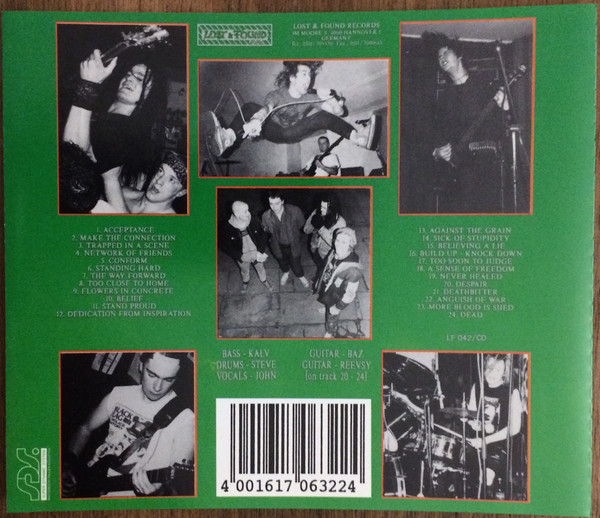 LOST & FOUND
LOST & FOUND RECORDS
IM MOORE 8 3000 HANNOVER 1
GERMANY
1. ACCEPTANCE
2. MAKE THE CONNECTION
3. TRAPPED IN A SCENE
4. NETWORK OF FRIENDS
5. CONFORM
6. STANDING HARD
7. THE WAY FORWARD
8. TOO CLOSE TO HOME
9. FLOWERS IN CONCRETE
10. BELIEF
11. STAND PROUD
12. DEDICATION FROM INSPIRATION
13. AGAINST THE GRAIN
14. SICK OF STUPIDITY
15. BELIEVING A LIE
16. BUILD UP - KNOCK DOWN
17. TOO SOON TO JUDGE
18. A SENSE OF FREEDOM
19. NEVER HEALED
20. DESPAIR
21. DEATHBITTER
22. ANGUISH OF WAR
23. MORE BLOOD IS SHED
24. DEAD
LF 042/CD
BASS - KALV
DRUMS - STEVE
VOCALS - JOHN
GUITAR - BAZ
GUITAR - REEVSY
[on track 20 - 24]
4 001617 063224